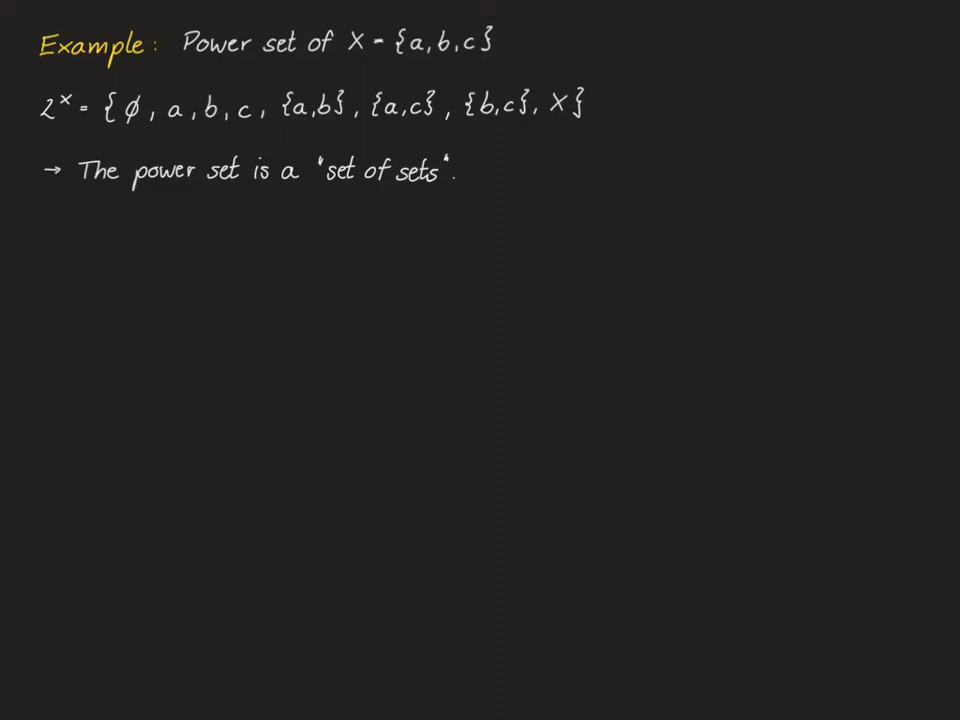 Example: Power set of X = {a, b, c}
2^X = { ∅, a, b, c, {a,b}, {a,c}, {b,c}, X }
→ The power set is a "set of sets".